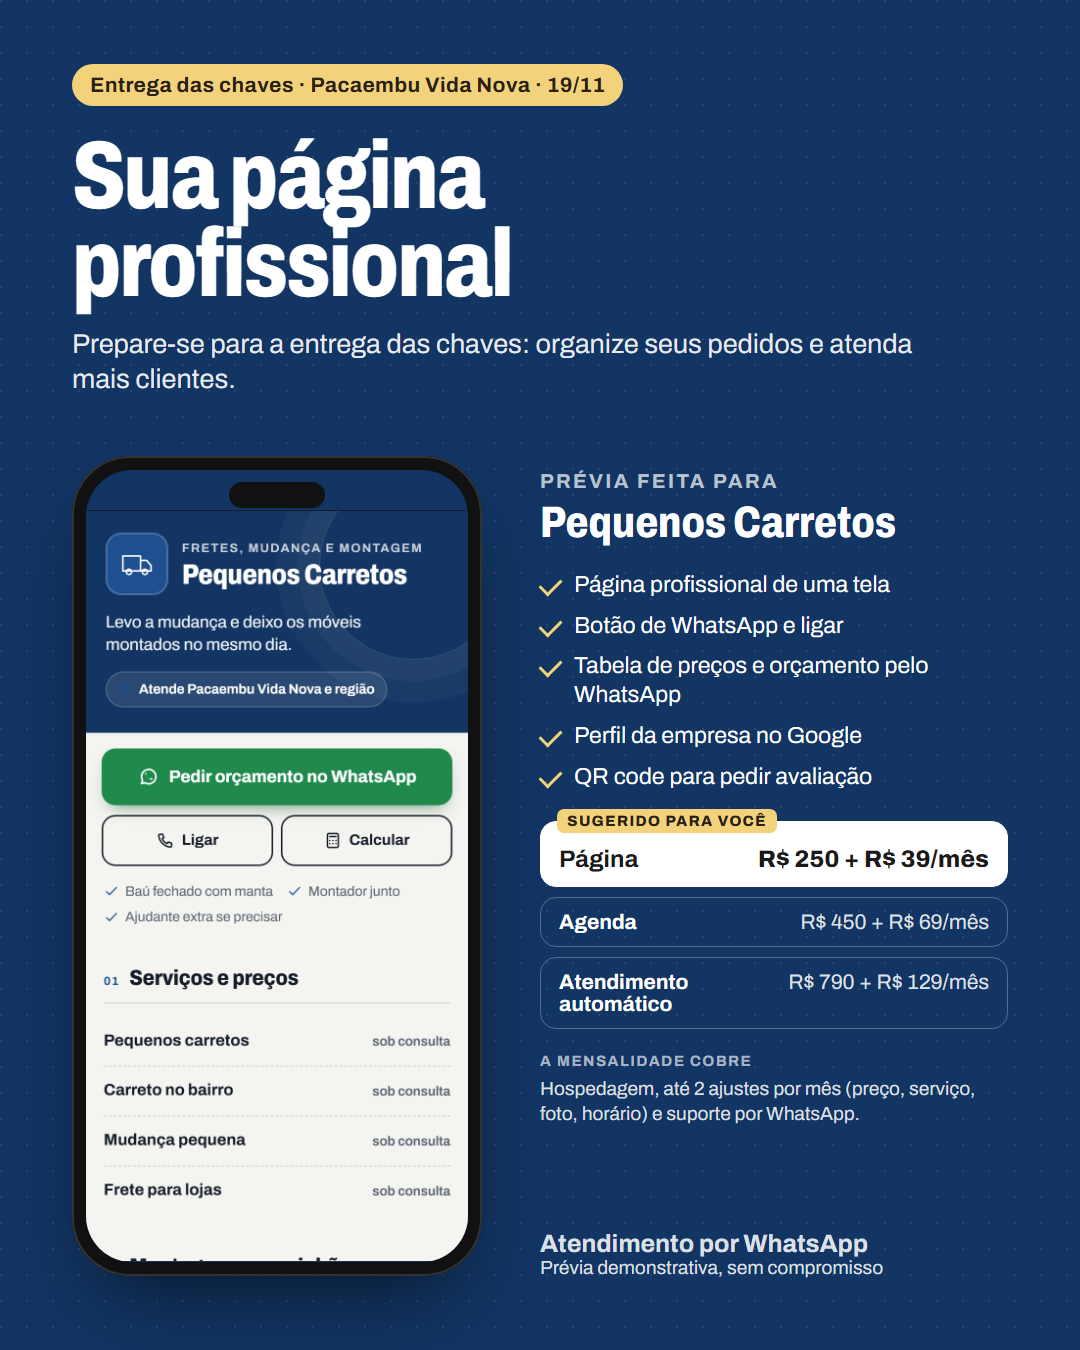 Entrega das chaves · Pacaembu Vida Nova · 19/11
Sua página
profissional
Prepare-se para a entrega das chaves: organize seus pedidos e atenda
mais clientes.
FRETES, MUDANÇA E MONTAGEM
Pequenos Carretos
Levo a mudança e deixo os móveis
montados no mesmo dia.
Atende Pacaembu Vida Nova e região
Pedir orçamento no WhatsApp
Ligar
Calcular
Baú fechado com manta
Montador junto
Ajudante extra se precisar
01 Serviços e preços
Pequenos carretos sob consulta
Carreto no bairro sob consulta
Mudança pequena sob consulta
Frete para lojas sob consulta
PRÉVIA FEITA PARA
Pequenos Carretos
Página profissional de uma tela
Botão de WhatsApp e ligar
Tabela de preços e orçamento pelo
WhatsApp
Perfil da empresa no Google
QR code para pedir avaliação
SUGERIDO PARA VOCÊ
Página R$ 250 + R$ 39/mês
Agenda R$ 450 + R$ 69/mês
Atendimento R$ 790 + R$ 129/mês
automático
A MENSALIDADE COBRE
Hospedagem, até 2 ajustes por mês (preço, serviço,
foto, horário) e suporte por WhatsApp.
Atendimento por WhatsApp
Prévia demonstrativa, sem compromisso